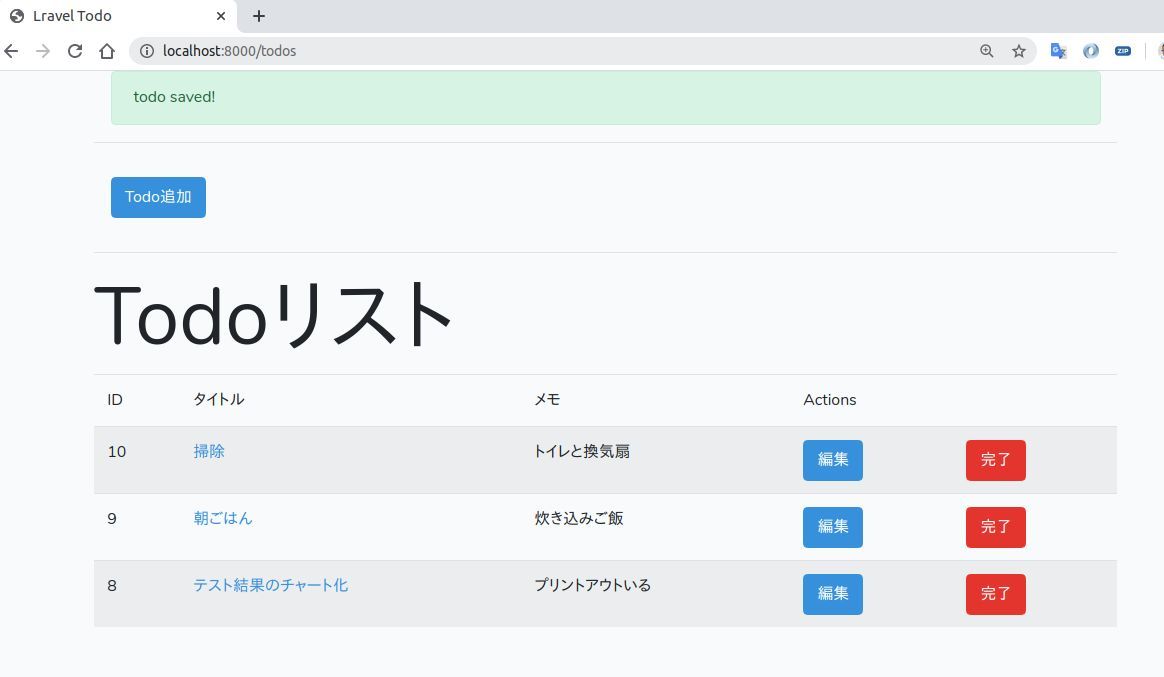 Lravel Todo
localhost:8000/todos
ZIP
todo saved!
Todo追加
Todoリスト
ID タイトル メモ Actions
10 掃除 トイレと換気扇 編集 完了
9 朝ごはん 炊き込みご飯 編集 完了
8 テスト結果のチャート化 プリントアウトいる 編集 完了